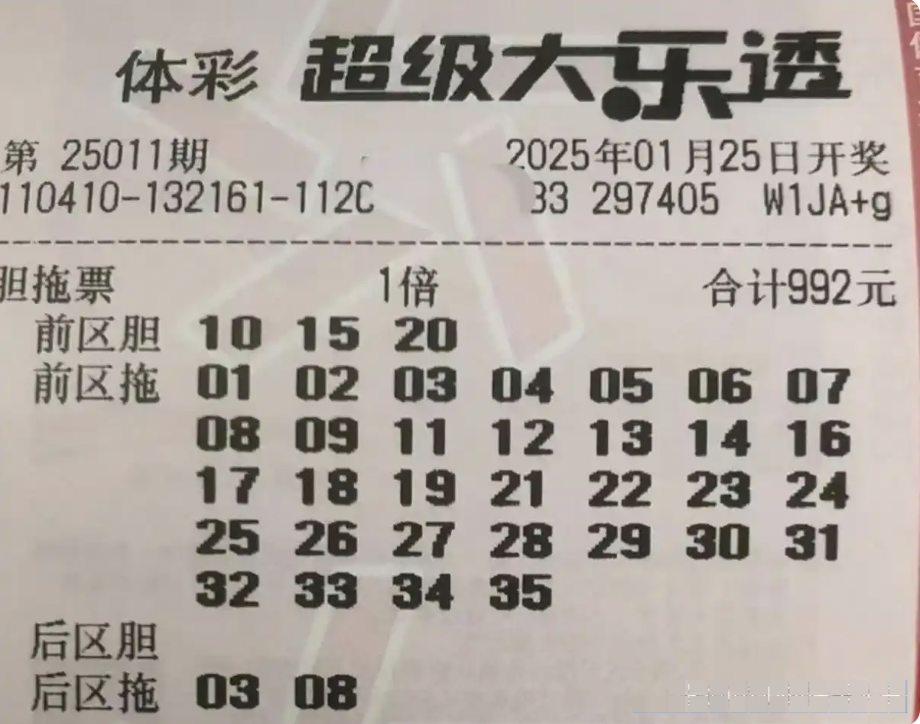 体彩 超级大乐透
第 25011期 2025年01月25日开奖
110410-132161-112C 33 297405 W1JA+g
胆拖票 1倍 合计992元
前区胆 10 15 20
前区拖 01 02 03 04 05 06 07
08 09 11 12 13 14 16
17 18 19 21 22 23 24
25 26 27 28 29 30 31
32 33 34 35
后区胆
后区拖 03 08